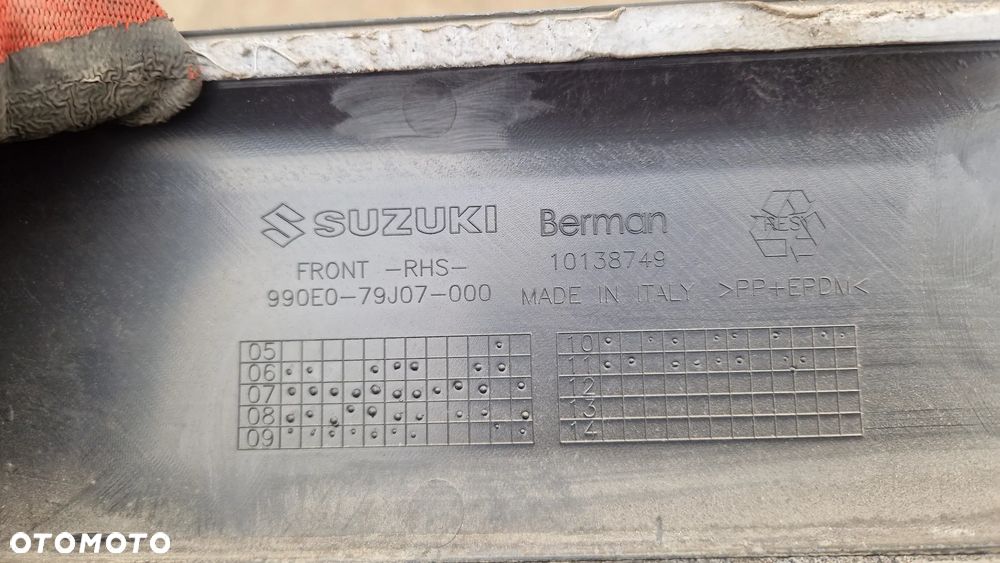 SUZUKI Berman
FRONT -RHS- 10138749
990E0-79J07-000 MADE IN ITALY >PP+EPDM<
05
06
07
08
09
10
11
12
13
14
OTOMOTO